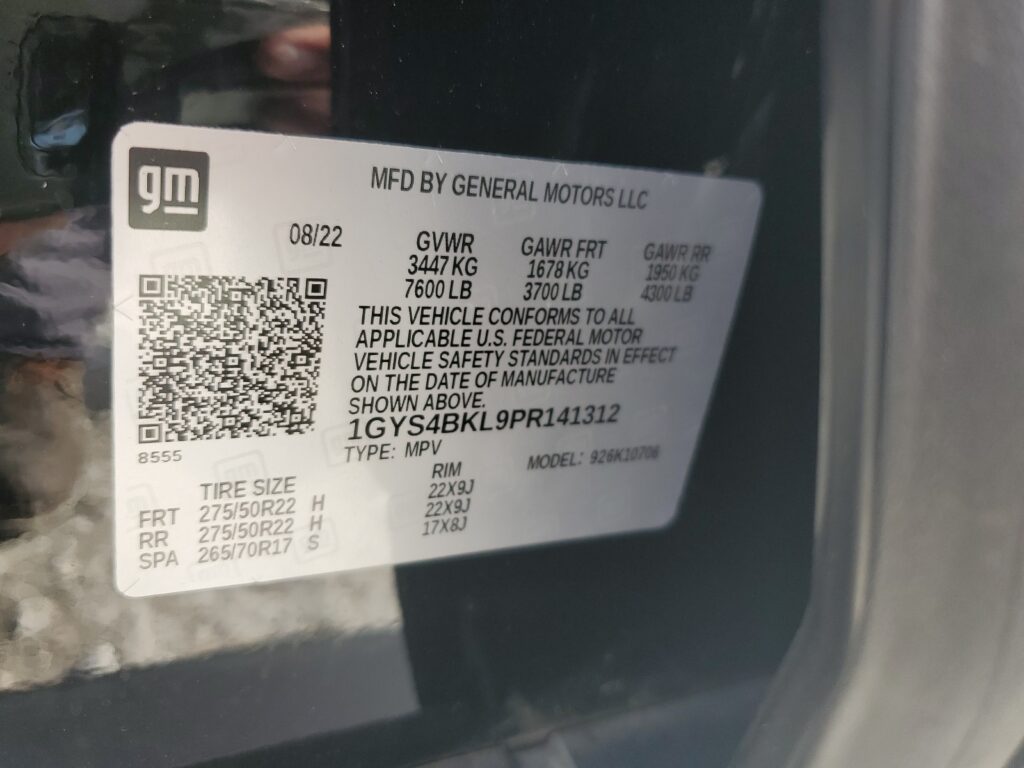 gm
MFD BY GENERAL MOTORS LLC
08/22 GVWR GAWR FRT GAWR RR
3447 KG 1678 KG 1950 KG
7600 LB 3700 LB 4300 LB
THIS VEHICLE CONFORMS TO ALL
APPLICABLE U.S. FEDERAL MOTOR
VEHICLE SAFETY STANDARDS IN EFFECT
ON THE DATE OF MANUFACTURE
SHOWN ABOVE.
1GYS4BKL9PR141312
8555
TYPE: MPV MODEL: 926K10706
TIRE SIZE RIM
FRT 275/50R22 H 22X9J
RR 275/50R22 H 22X9J
SPA 265/70R17 S 17X8J